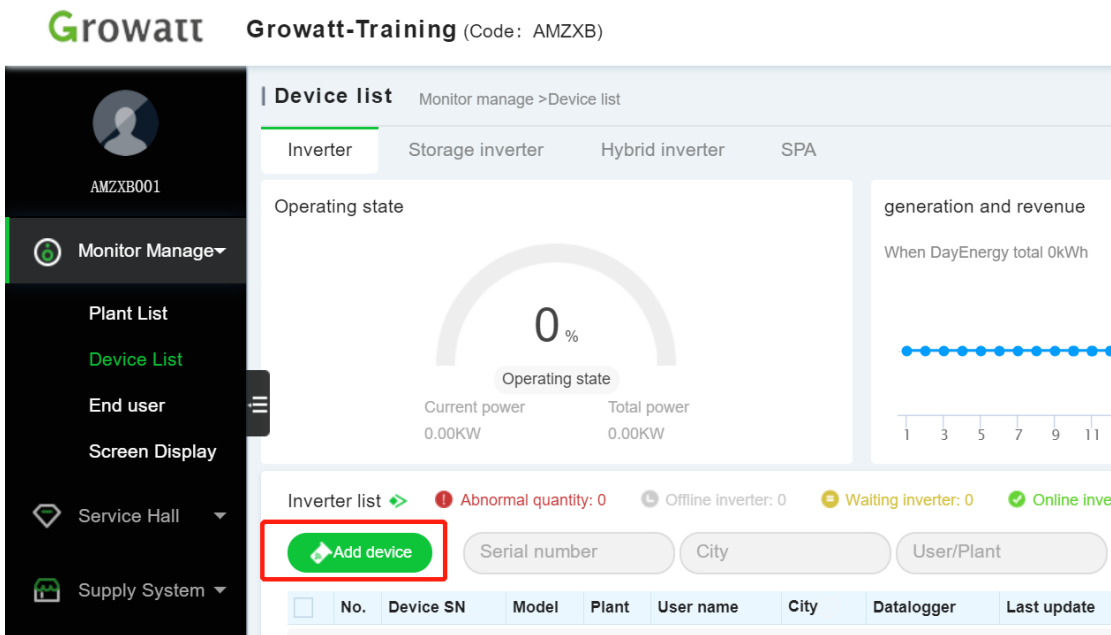 Growatt Growatt-Training (Code: AMZXB)
AMZXB001
Monitor Manage
Plant List
Device List
End user
Screen Display
Service Hall
Supply System
Device list Monitor manage >Device list
Inverter Storage inverter Hybrid inverter SPA
Operating state
0 %
Operating state
Current power Total power
0.00KW 0.00KW
generation and revenue
When DayEnergy total 0kWh
1 3 5 7 9 11
Inverter list Abnormal quantity: 0 Offline inverter: 0 Waiting inverter: 0 Online inve
Add device Serial number City User/Plant
No. Device SN Model Plant User name City Datalogger Last update